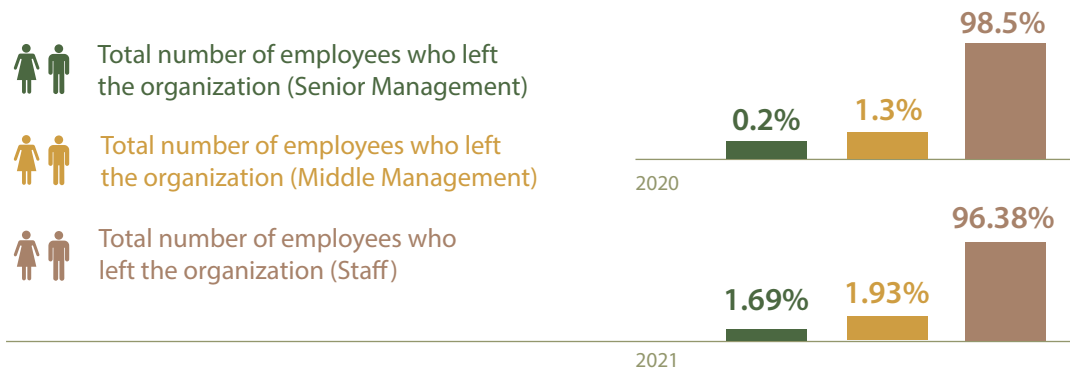 Total number of employees who left
the organization (Senior Management)
Total number of employees who left
the organization (Middle Management)
Total number of employees who
left the organization (Staff)
0.2%
1.3%
98.5%
2020
1.69%
1.93%
96.38%
2021